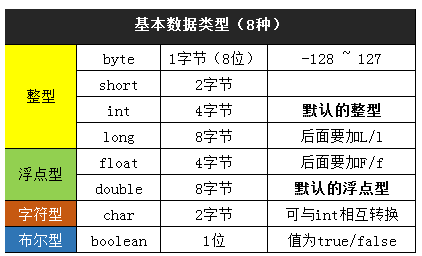 基本数据类型（8种）
整型 byte 1字节（8位） -128 ~ 127
short 2字节
int 4字节 默认的整型
long 8字节 后面要加L/l
浮点型 float 4字节 后面要加F/f
double 8字节 默认的浮点型
字符型 char 2字节 可与int相互转换
布尔型 boolean 1位 值为true/false